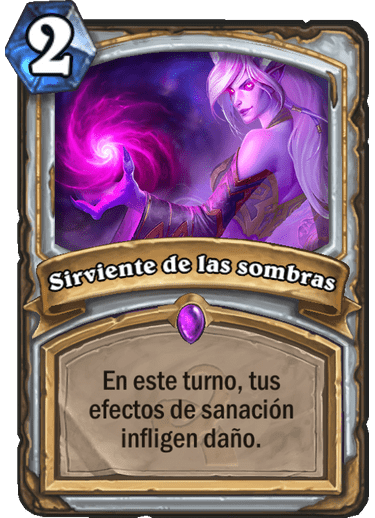 2
Sirviente de las sombras
En este turno, tus
efectos de sanación
infligen daño.